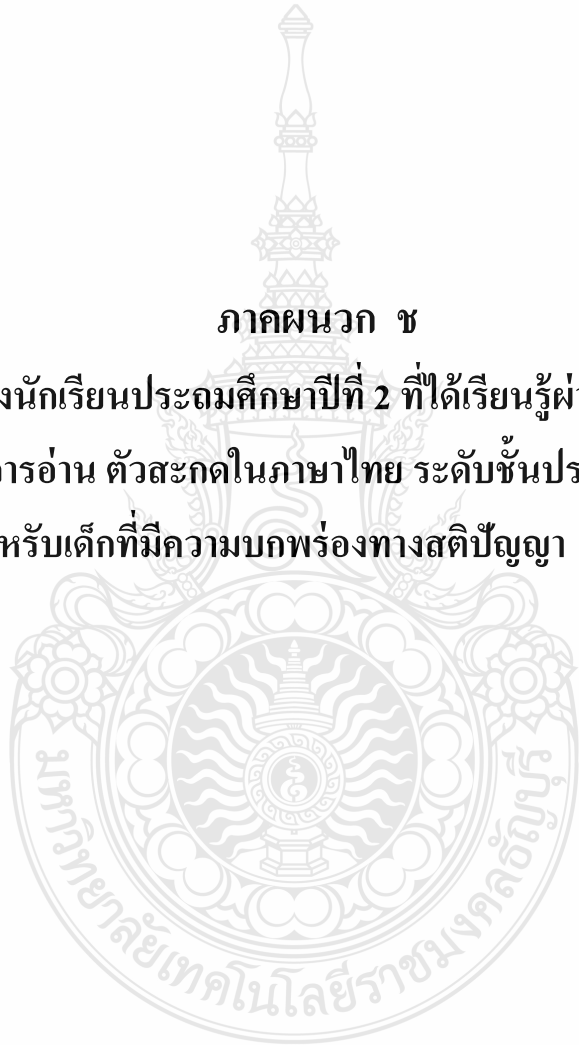 ภาคผนวก ช
งนักเรียนประถมศึกษาปีที่ 2 ที่ได้เรียนรู้ผ่
การอ่าน ตัวสะกดในภาษาไทย ระดับชั้นประ
หรับเด็กที่มีความบกพร่องทางสติปัญญา
มหาวิทยาลัยเทคโนโลยีราชมงคลธัญบุรี